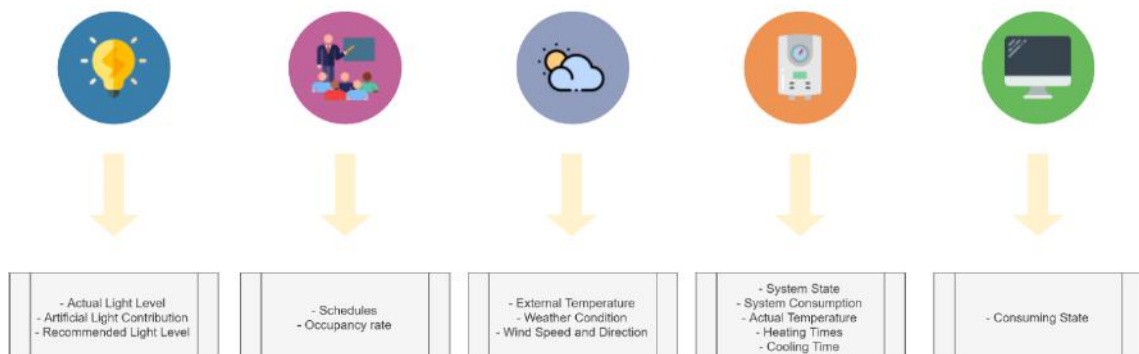 - Actual Light Level
- Artificial Light Contribution
- Recommended Light Level
- Schedules
- Occupancy rate
- External Temperature
- Weather Condition
- Wind Speed and Direction
- System State
- System Consumption
- Actual Temperature
- Heating Times
- Cooling Time
- Consuming State